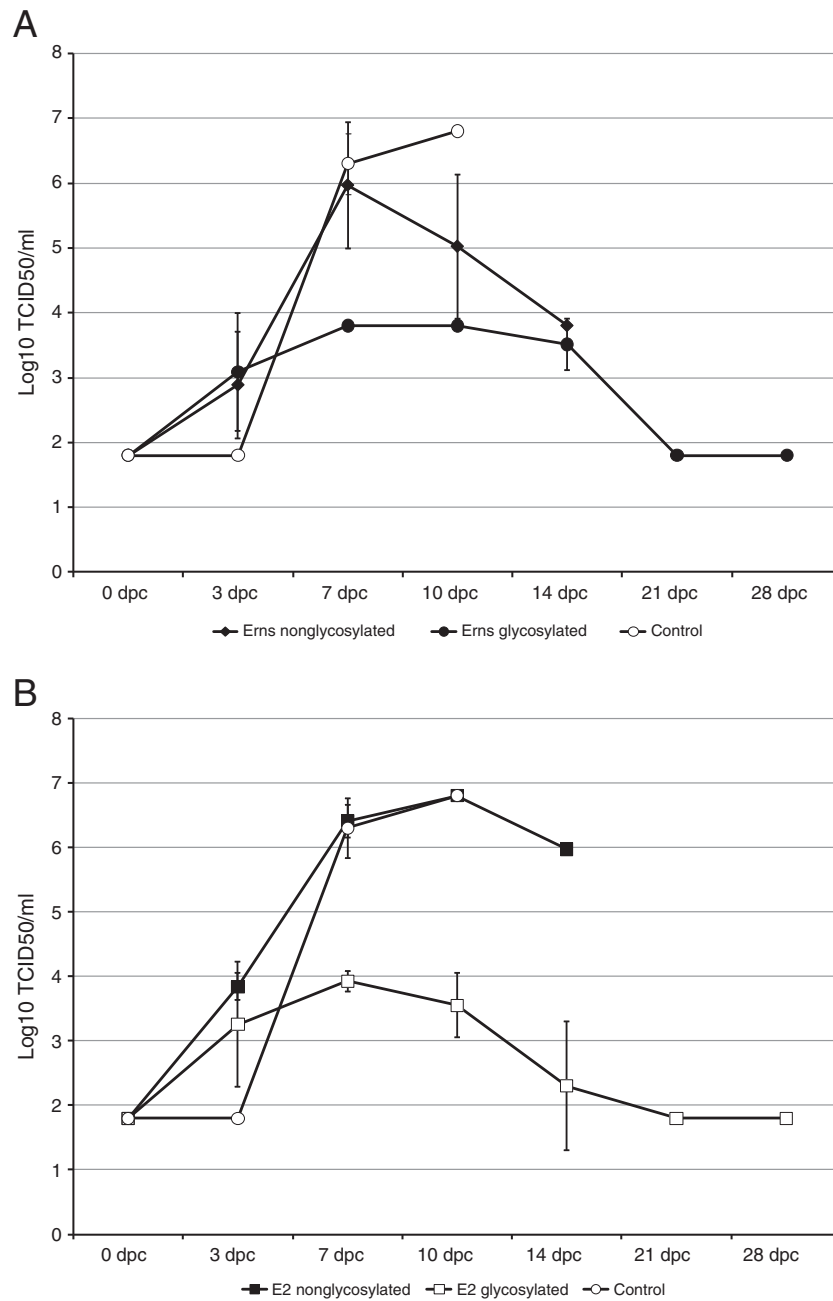 A
8
7
6
5
4
3
2
1
0
Log10 TCID50/ml
0 dpc 3 dpc 7 dpc 10 dpc 14 dpc 21 dpc 28 dpc
Erns nonglycosylated Erns glycosylated Control
B
8
7
6
5
4
3
2
1
0
Log10 TCID50/ml
0 dpc 3 dpc 7 dpc 10 dpc 14 dpc 21 dpc 28 dpc
E2 nonglycosylated E2 glycosylated Control